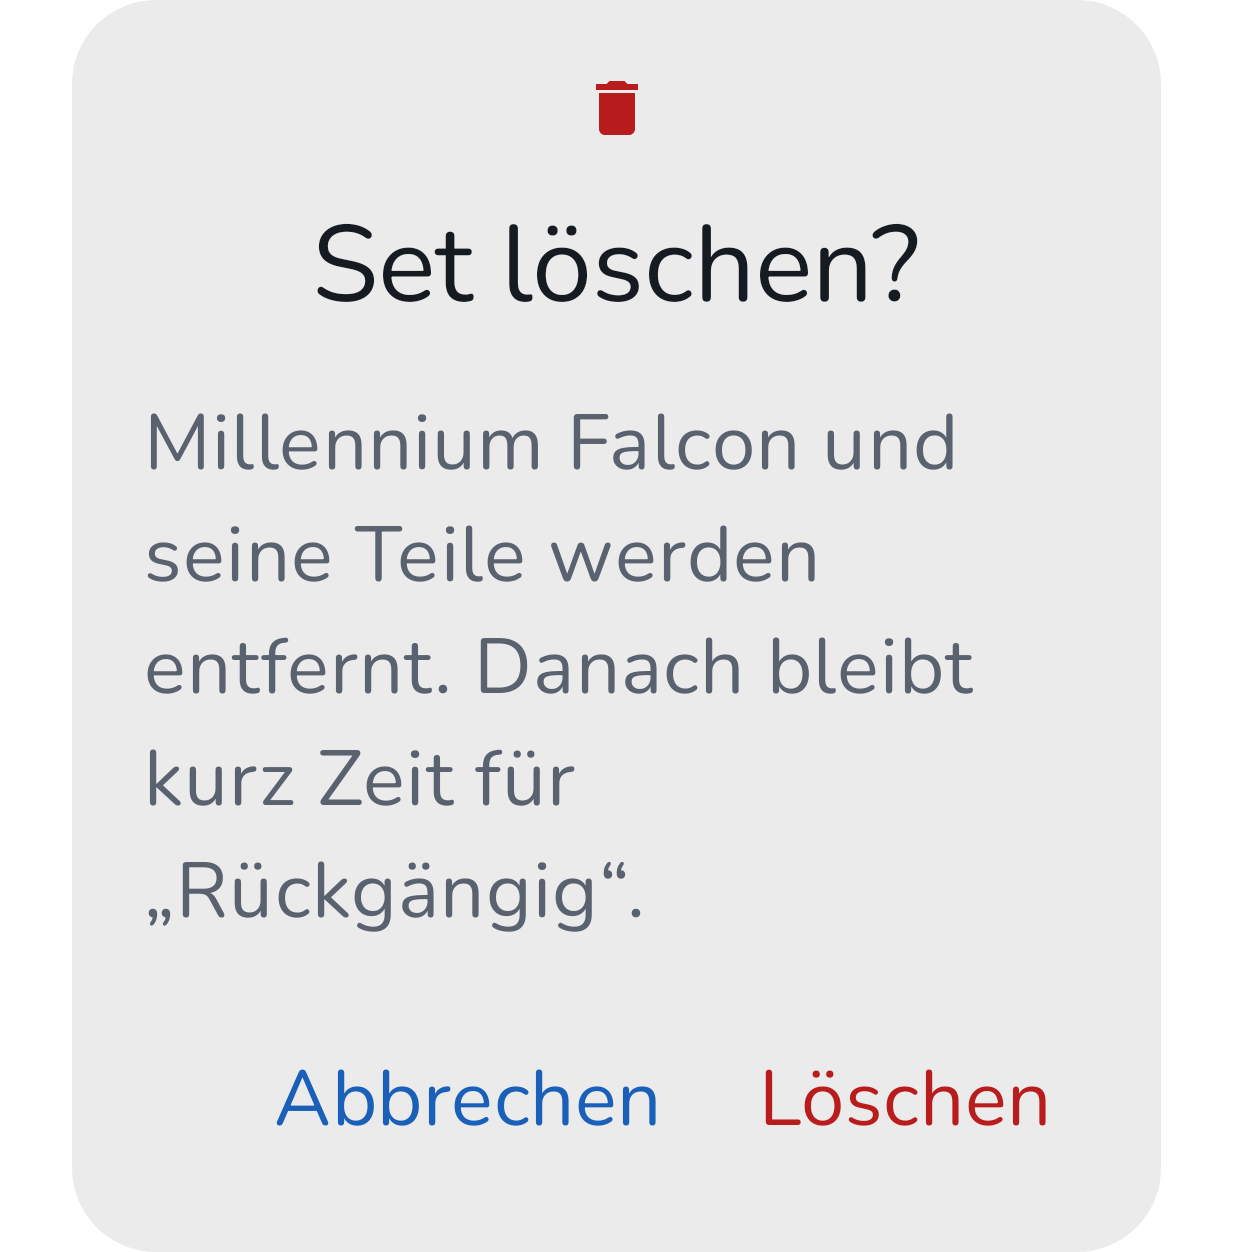 Set löschen?
Millennium Falcon und
seine Teile werden
entfernt. Danach bleibt
kurz Zeit für
„Rückgängig“.
Abbrechen Löschen